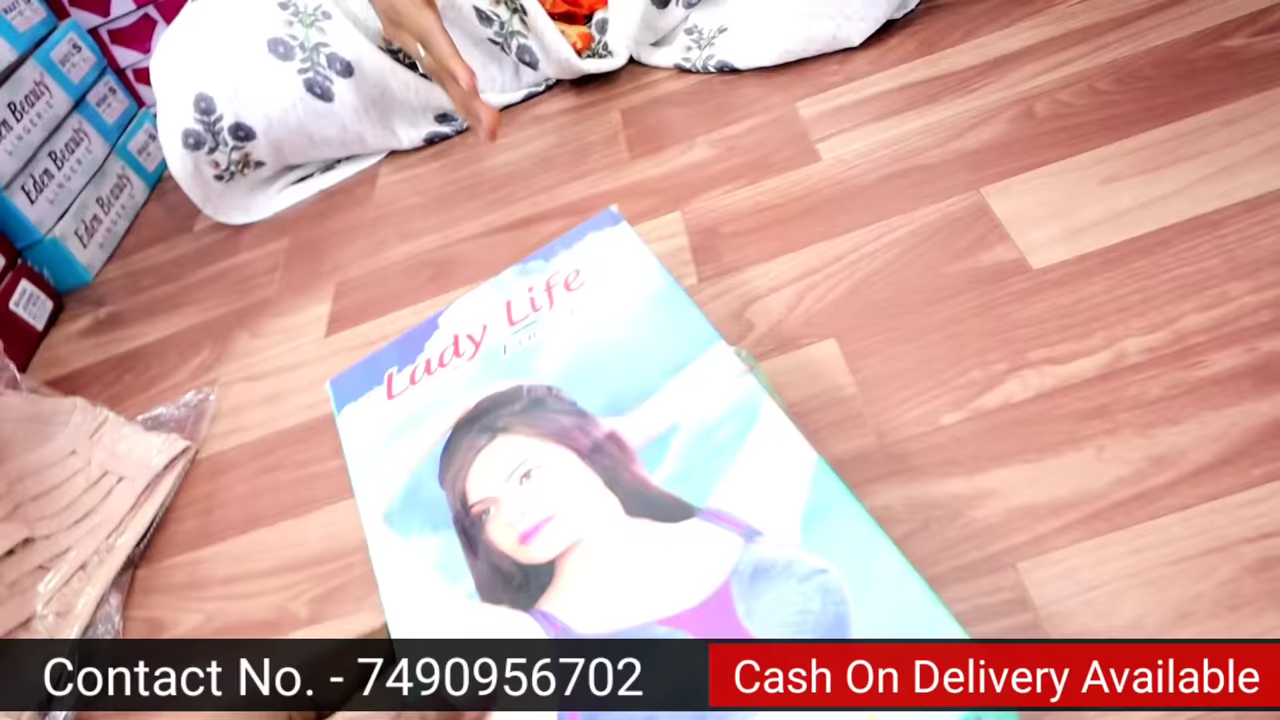 Eden Beauty
LINGERIE
Eden Beauty
LINGERIE
Eden Beauty
LINGERIE
Lady Life
Contact No. - 7490956702
Cash On Delivery Available